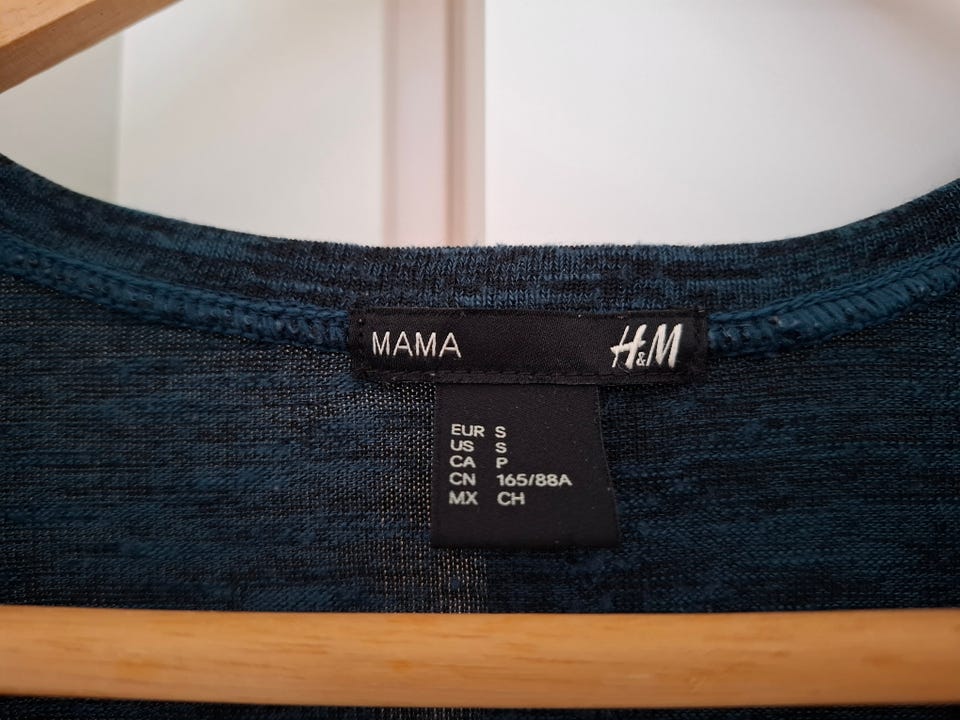 MAMA H&M
EUR S
US S
CA P
CN 165/88A
MX CH